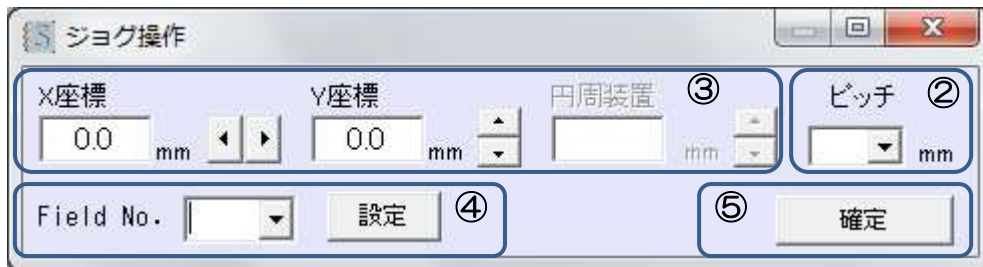 ジョグ操作
X座標 Y座標 円周装置 ③ ピッチ ②
0.0 mm 0.0 mm mm mm
Field No. 設定 ④ ⑤ 確定